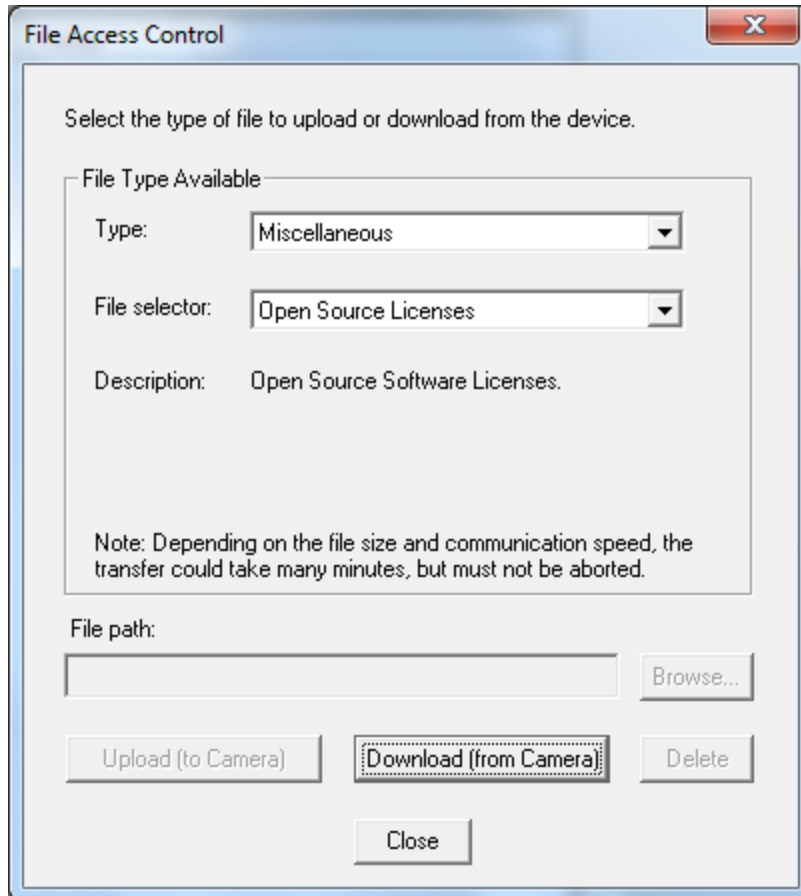 File Access Control
Select the type of file to upload or download from the device.
File Type Available
Type: Miscellaneous
File selector: Open Source Licenses
Description: Open Source Software Licenses.
Note: Depending on the file size and communication speed, the
transfer could take many minutes, but must not be aborted.
File path:
Browse...
Upload (to Camera) Download (from Camera) Delete
Close